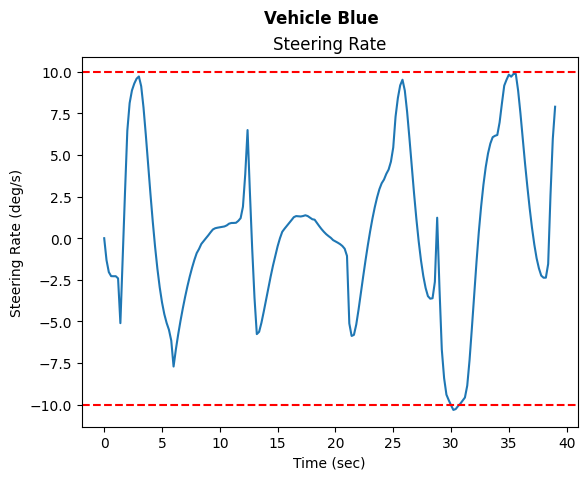 Vehicle Blue
Steering Rate
10.0
7.5
5.0
2.5
0.0
−2.5
−5.0
−7.5
−10.0
Steering Rate (deg/s)
0 5 10 15 20 25 30 35 40
Time (sec)